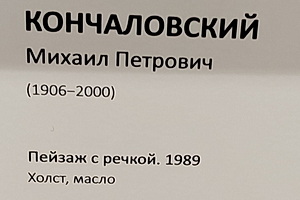 КОНЧАЛОВСКИЙ
Михаил Петрович
(1906–2000)
Пейзаж с речкой. 1989
Холст, масло